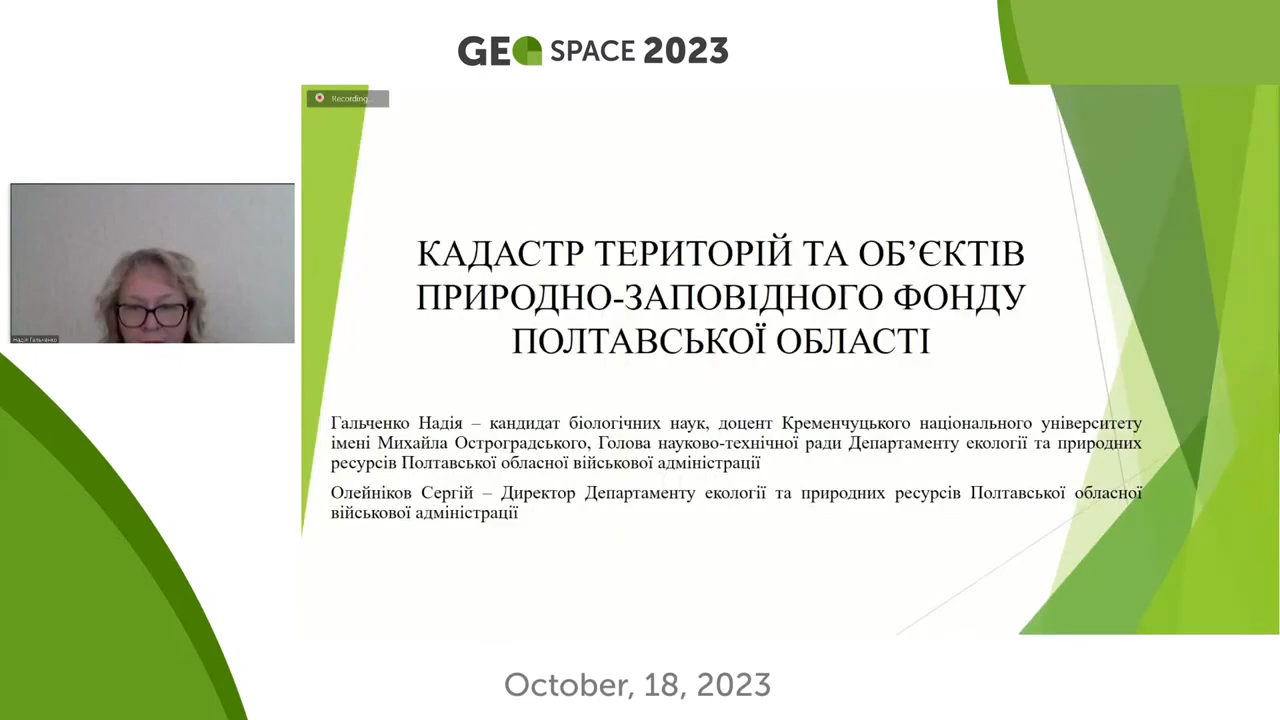 GEO SPACE 2023
Recording...
КАДАСТР ТЕРИТОРІЙ ТА ОБ’ЄКТІВ
ПРИРОДНО-ЗАПОВІДНОГО ФОНДУ
ПОЛТАВСЬКОЇ ОБЛАСТІ
Надія Гальченко
Гальченко Надія – кандидат біологічних наук, доцент Кременчуцького національного університету
імені Михайла Остроградського, Голова науково-технічної ради Департаменту екології та природних
ресурсів Полтавської обласної військової адміністрації
Олейніков Сергій – Директор Департаменту екології та природних ресурсів Полтавської обласної
військової адміністрації
October, 18, 2023